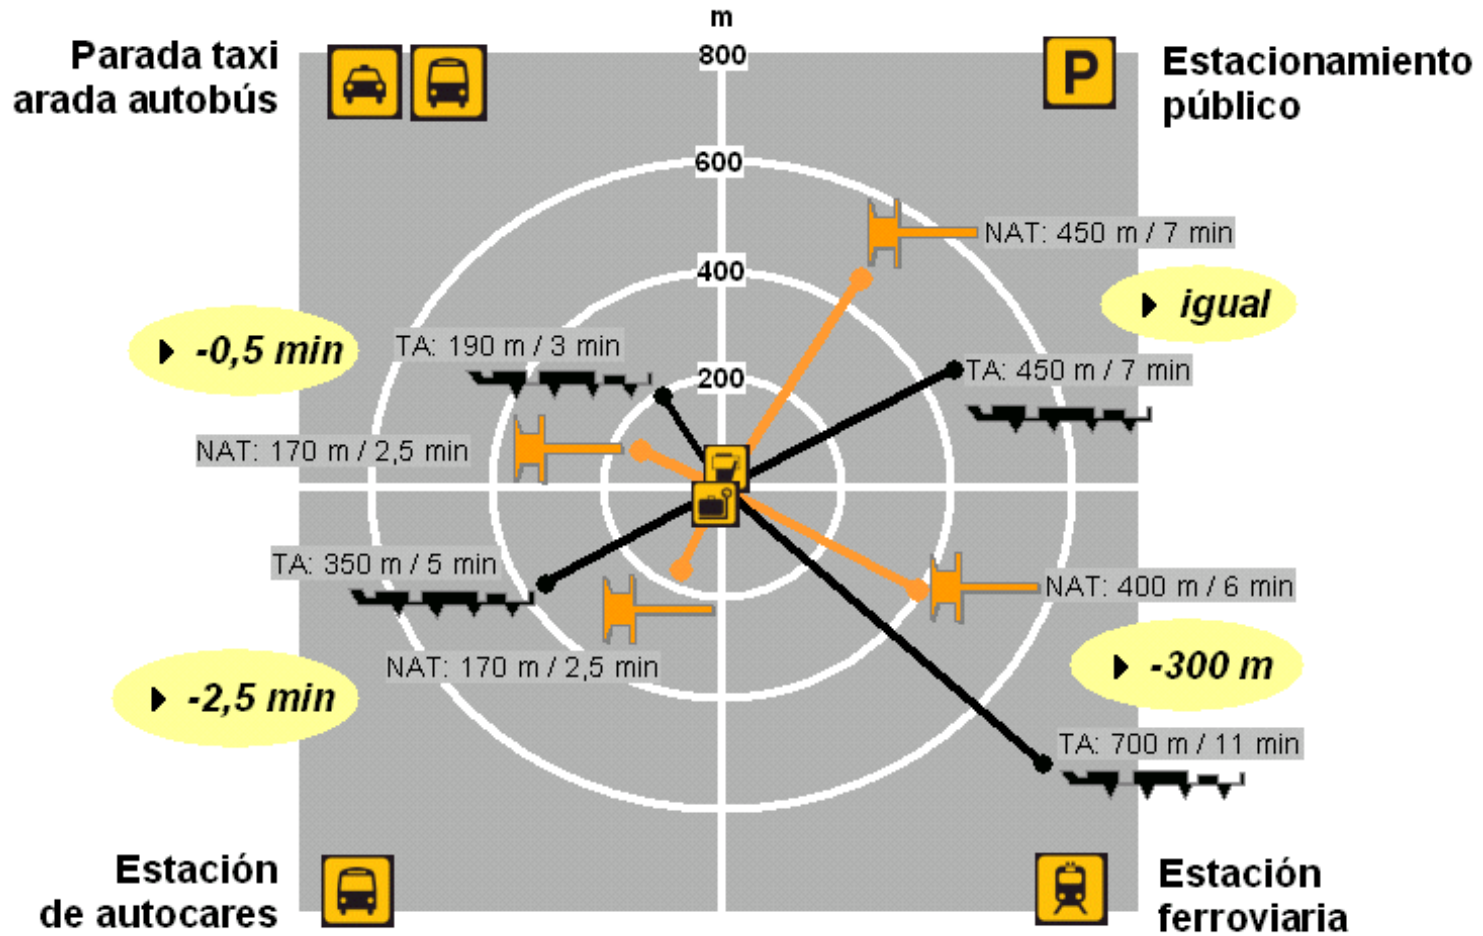 m
Parada taxi
arada autobús
800
P
Estacionamiento
público
600
NAT: 450 m / 7 min
400
igual
-0,5 min
TA: 190 m / 3 min
200
TA: 450 m / 7 min
NAT: 170 m / 2,5 min
TA: 350 m / 5 min
NAT: 400 m / 6 min
NAT: 170 m / 2,5 min
-300 m
-2,5 min
TA: 700 m / 11 min
Estación
de autocares
Estación
ferroviaria